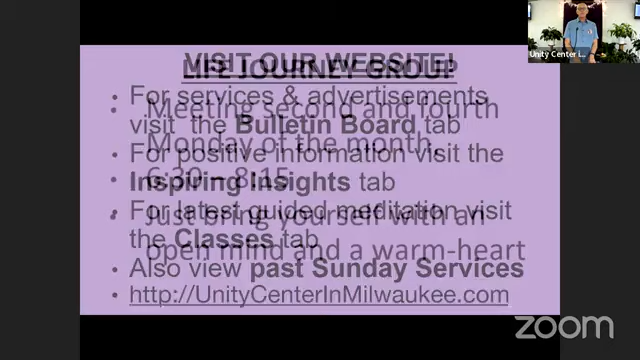 Unity Center i...
VISIT OUR WEBSITE!
• For services & advertisements
visit the Bulletin Board tab
• For positive information visit the
Inspiring Insights tab
• For latest guided meditation visit
the Classes tab
• Also view past Sunday Services
• http://UnityCenterInMilwaukee.com
LIFE JOURNEY GROUP
• Meeting second and fourth
Monday of the month,
• 6:30 – 8:15
• Just bring yourself with an
open mind and a warm-heart
zoom